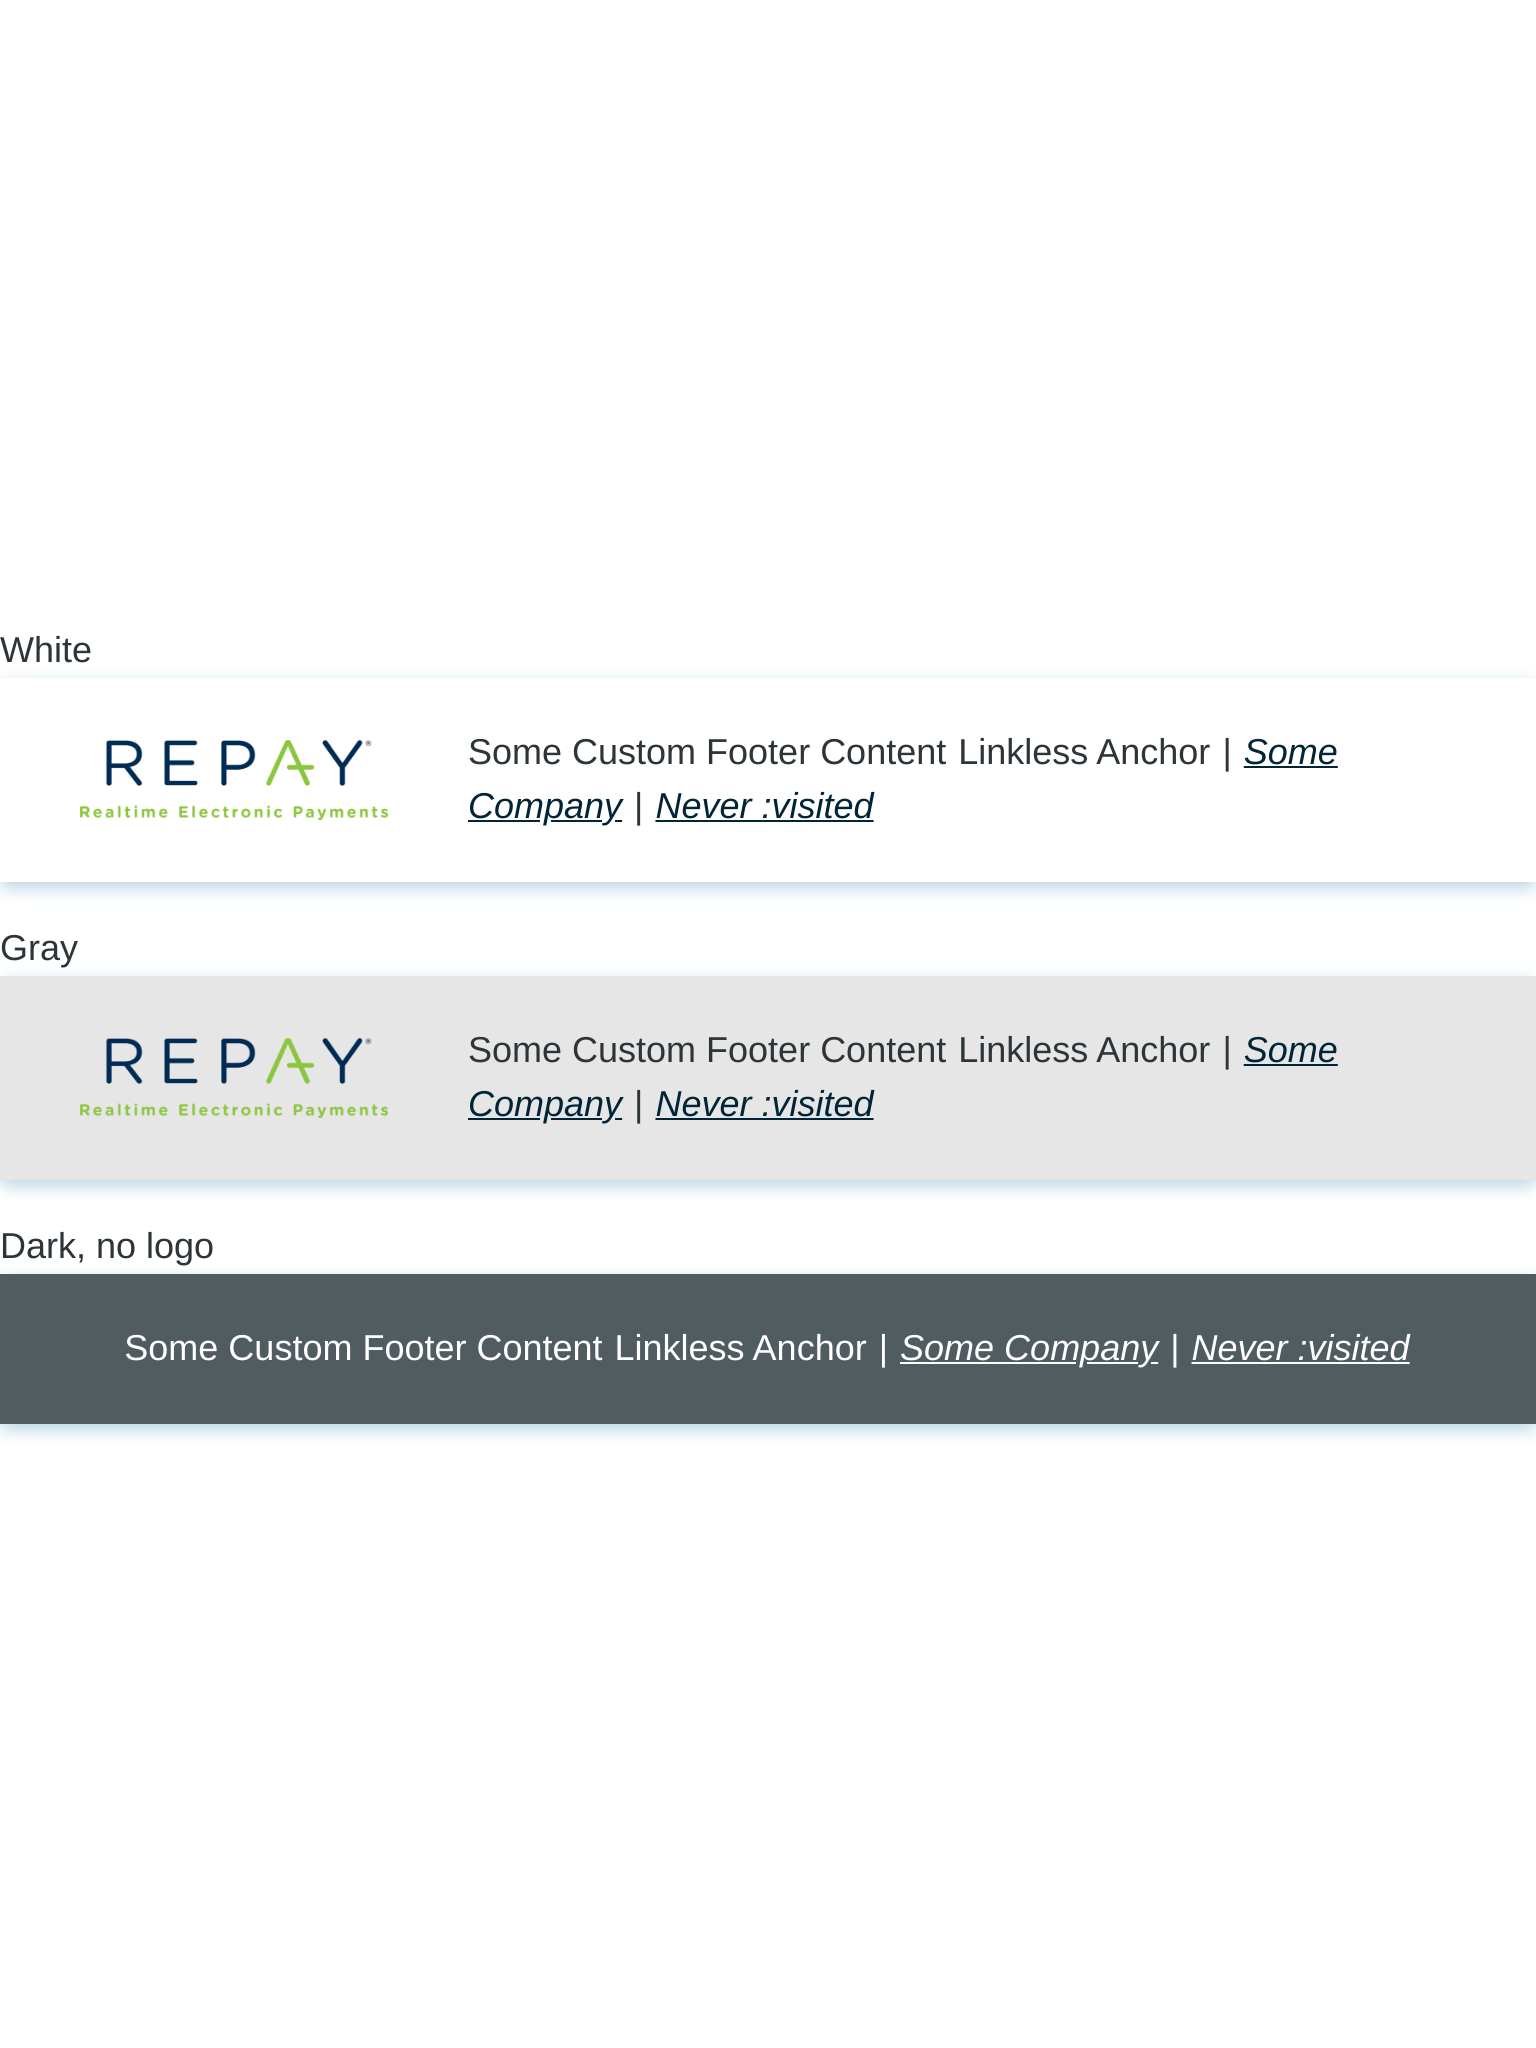 White
REPAY®
Realtime Electronic Payments
Some Custom Footer Content Linkless Anchor | Some
Company | Never :visited
Gray
REPAY®
Realtime Electronic Payments
Some Custom Footer Content Linkless Anchor | Some
Company | Never :visited
Dark, no logo
Some Custom Footer Content Linkless Anchor | Some Company | Never :visited